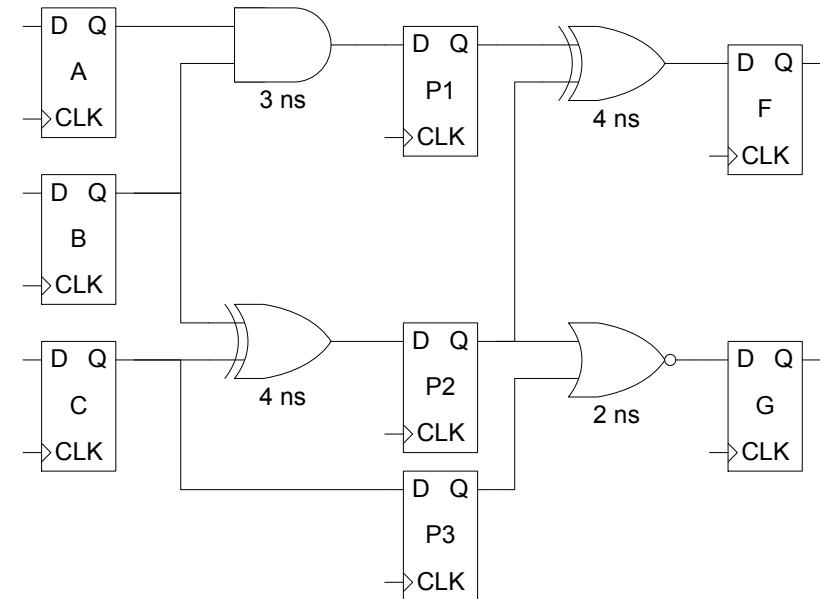 D Q
A
CLK
3 ns
D Q
P1
CLK
4 ns
D Q
F
CLK
D Q
B
CLK
D Q
C
CLK
4 ns
D Q
P2
CLK
2 ns
D Q
G
CLK
D Q
P3
CLK